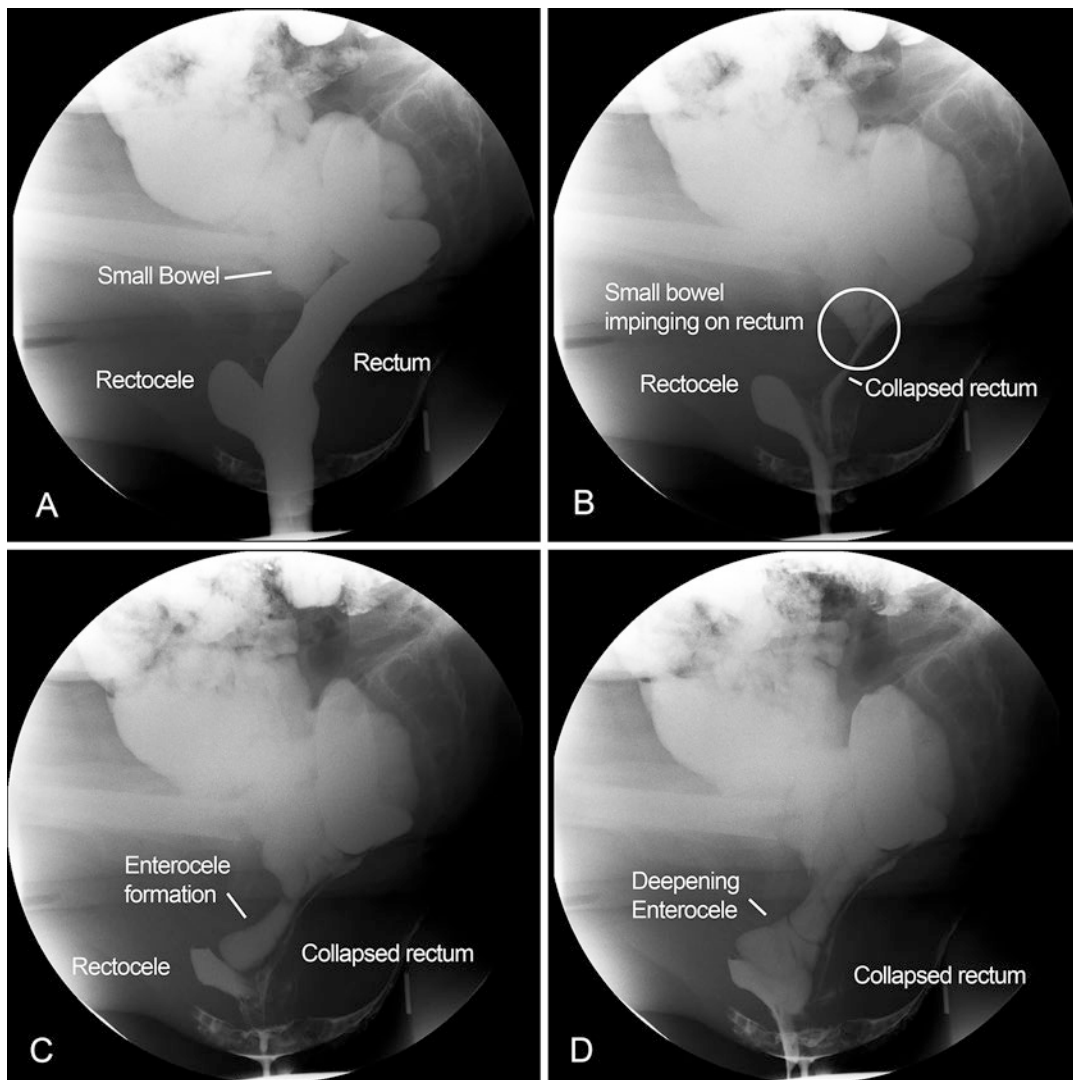 Small Bowel
Rectocele
Rectum
A
Small bowel
impinging on rectum
Rectocele
Collapsed rectum
B
Enterocele
formation
Rectocele
Collapsed rectum
C
Deepening
Enterocele
Collapsed rectum
D